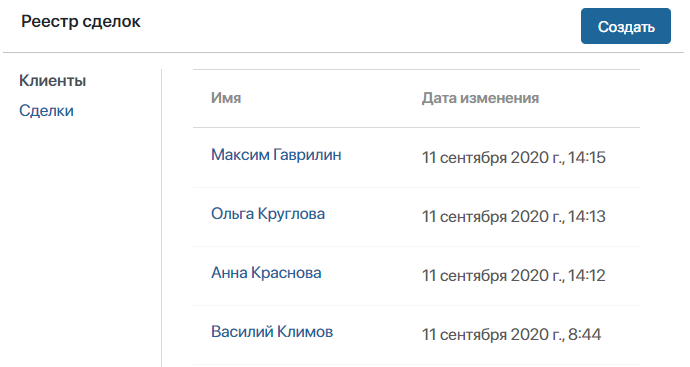 Реестр сделок
Создать
Клиенты
Сделки
Имя Дата изменения
Максим Гаврилин 11 сентября 2020 г., 14:15
Ольга Круглова 11 сентября 2020 г., 14:13
Анна Краснова 11 сентября 2020 г., 14:12
Василий Климов 11 сентября 2020 г., 8:44